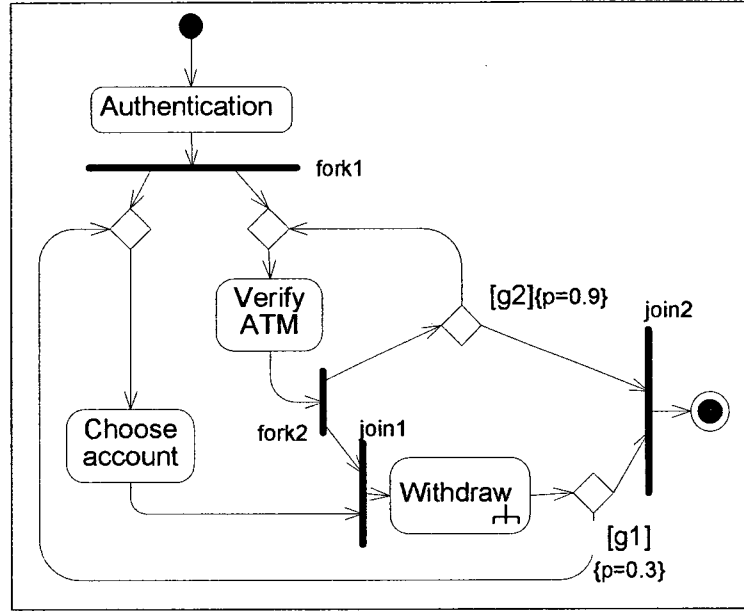 Authentication
fork1
Verify
ATM
[g2]{p=0.9}
join2
Choose
account
fork2
join1
Withdraw
[g1]
{p=0.3}